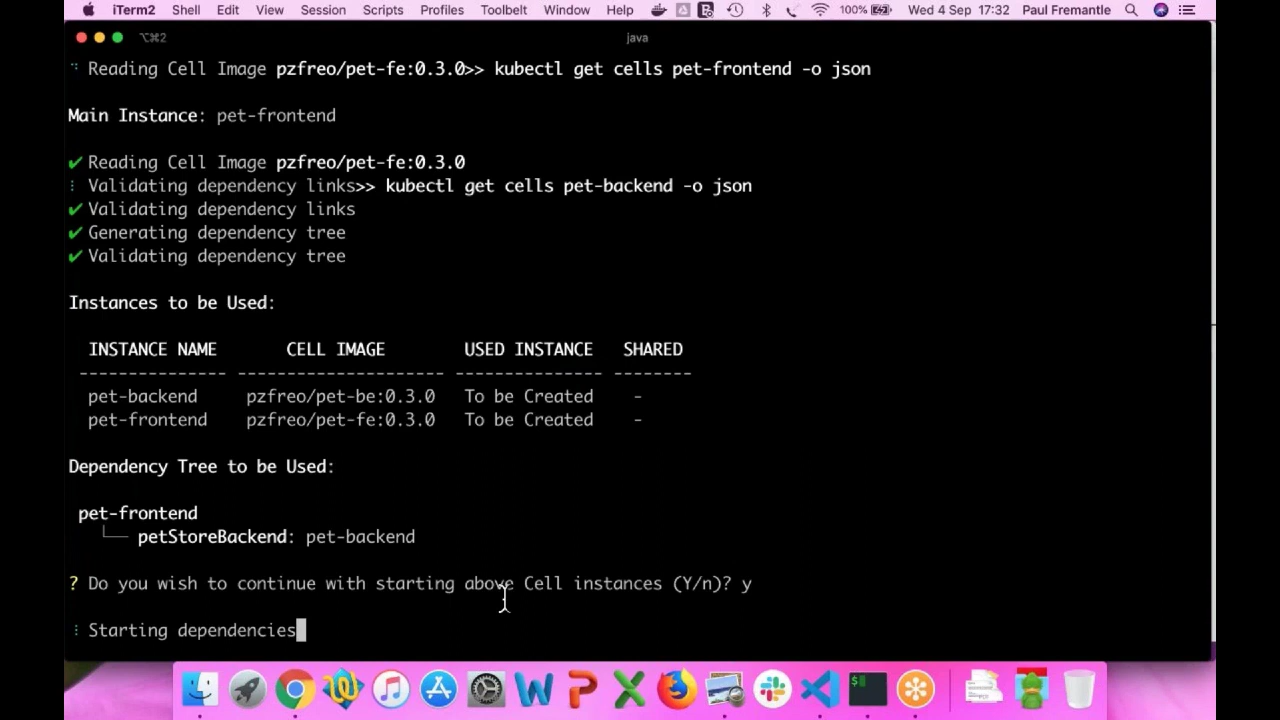 iTerm2 Shell Edit View Session Scripts Profiles Toolbelt Window Help 100% Wed 4 Sep 17:32 Paul Fremantle
⌥⌘2 java
Reading Cell Image pzfreo/pet-fe:0.3.0>> kubectl get cells pet-frontend -o json
Main Instance: pet-frontend
✔ Reading Cell Image pzfreo/pet-fe:0.3.0
Validating dependency links>> kubectl get cells pet-backend -o json
✔ Validating dependency links
✔ Generating dependency tree
✔ Validating dependency tree
Instances to be Used:
INSTANCE NAME CELL IMAGE USED INSTANCE SHARED
--------------- --------------------- --------------- --------
pet-backend pzfreo/pet-be:0.3.0 To be Created -
pet-frontend pzfreo/pet-fe:0.3.0 To be Created -
Dependency Tree to be Used:
pet-frontend
└── petStoreBackend: pet-backend
? Do you wish to continue with starting above Cell instances (Y/n)? y
Starting dependencies